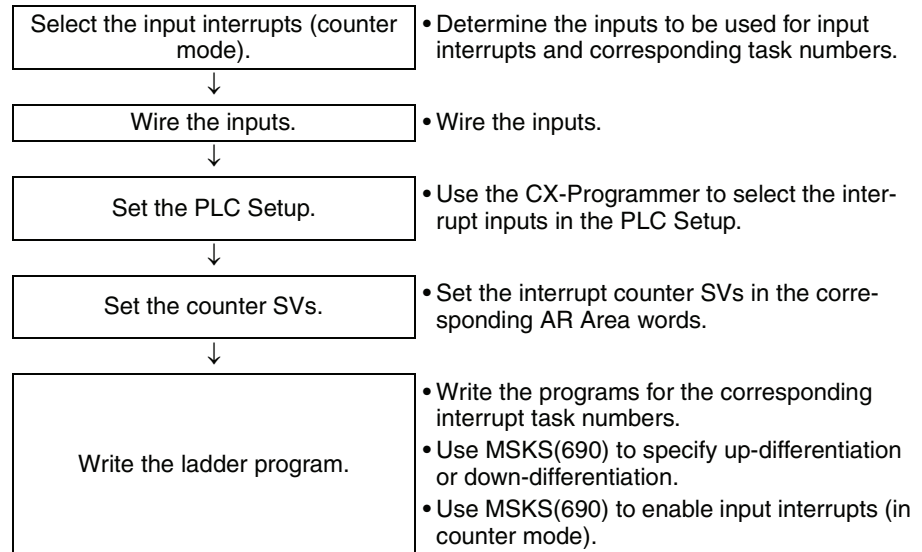 Select the input interrupts (counter
mode).
• Determine the inputs to be used for input
interrupts and corresponding task numbers.
↓
Wire the inputs.
• Wire the inputs.
↓
Set the PLC Setup.
• Use the CX-Programmer to select the inter-
rupt inputs in the PLC Setup.
↓
Set the counter SVs.
• Set the interrupt counter SVs in the corre-
sponding AR Area words.
↓
Write the ladder program.
• Write the programs for the corresponding
interrupt task numbers.
• Use MSKS(690) to specify up-differentiation
or down-differentiation.
• Use MSKS(690) to enable input interrupts (in
counter mode).